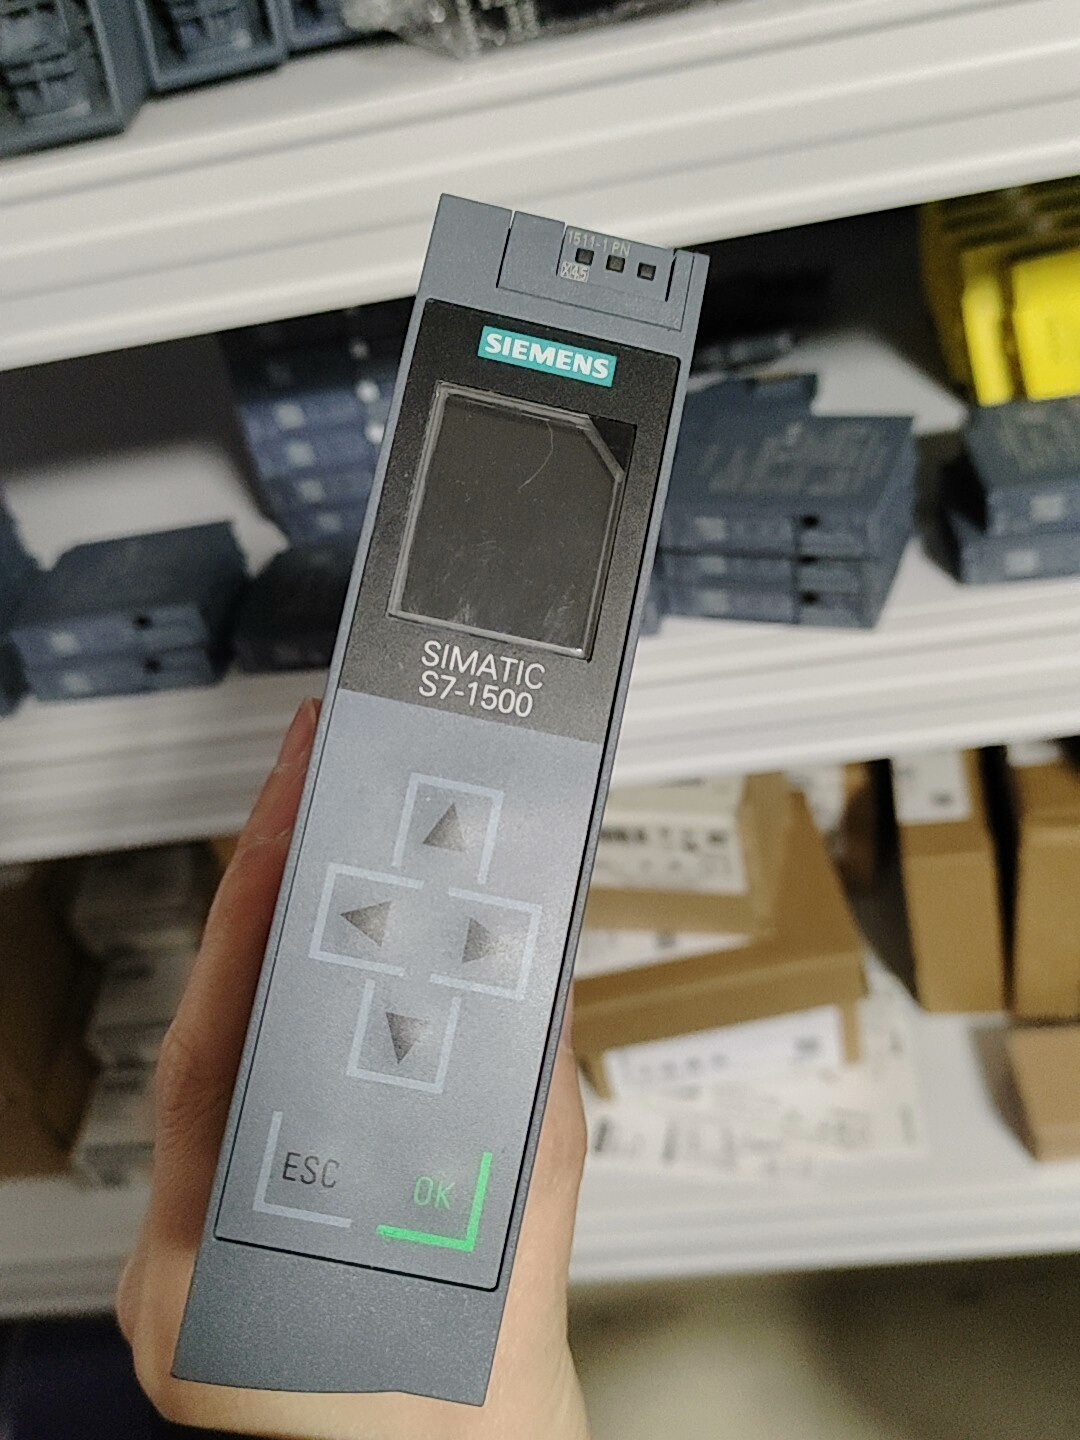 1511-1 PN
X45
SIEMENS
SIMATIC
S7-1500
ESC
OK